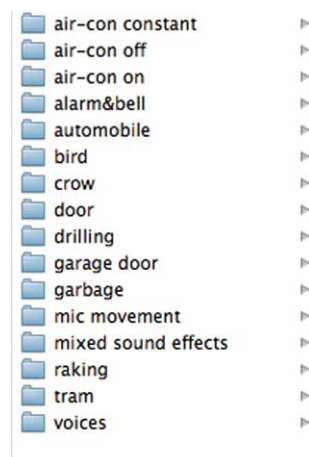 air-con constant
air-con off
air-con on
alarm&bell
automobile
bird
crow
door
drilling
garage door
garbage
mic movement
mixed sound effects
raking
tram
voices